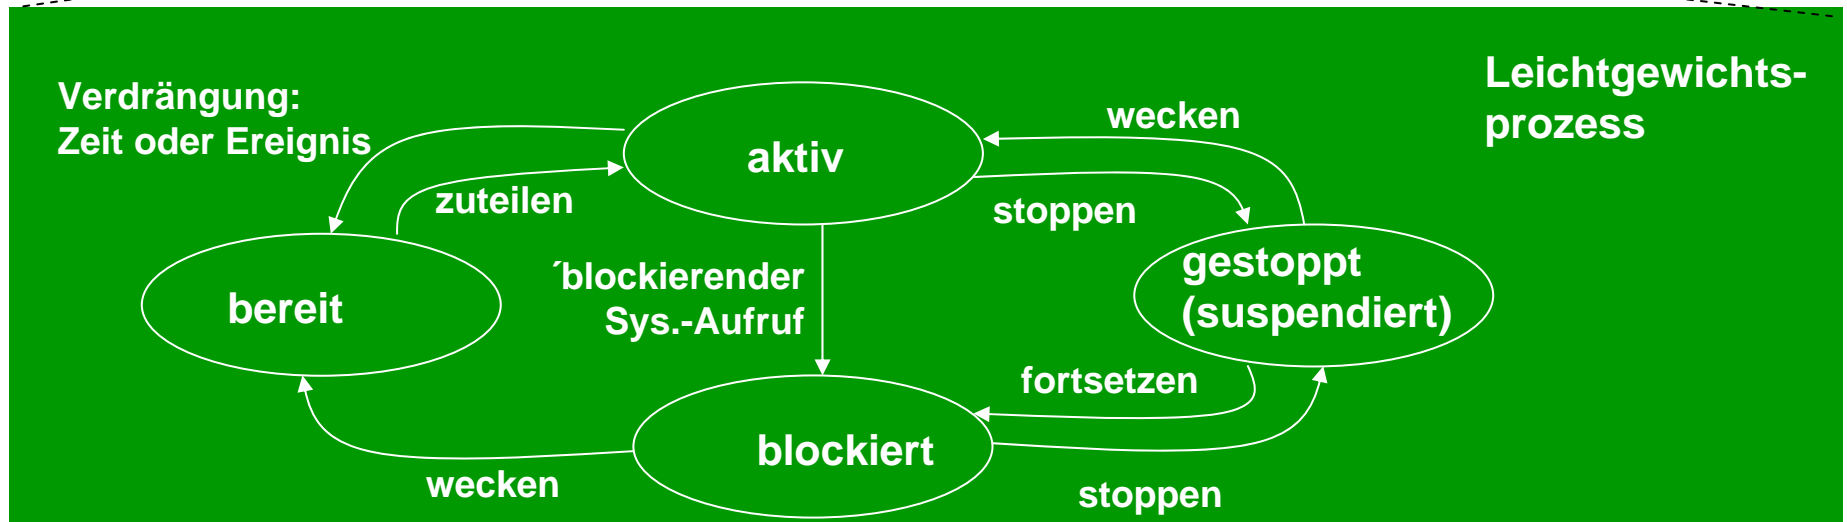 Verdrängung:
Zeit oder Ereignis
Leichtgewichts-
prozess
wecken
aktiv
zuteilen
stoppen
´blockierender
Sys.-Aufruf
gestoppt
(suspendiert)
bereit
fortsetzen
blockiert
wecken
stoppen